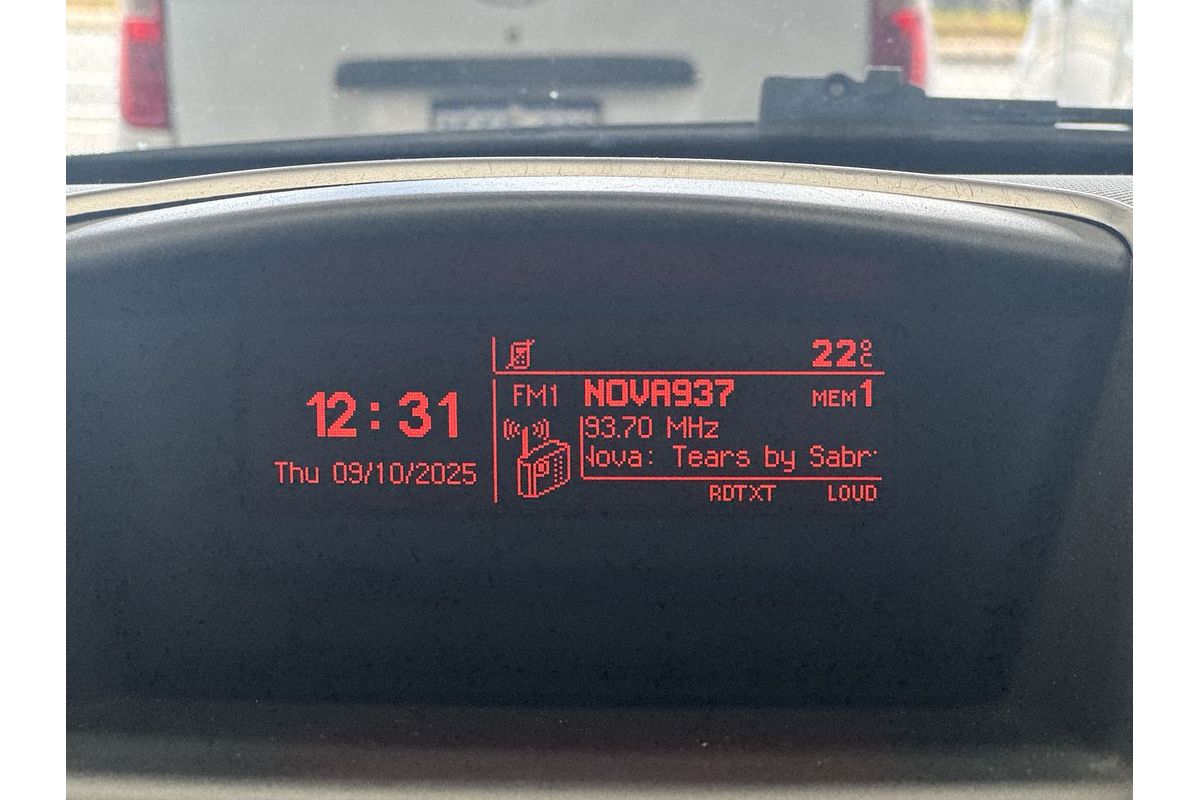 22°C
12:31
Thu 09/10/2025
FM1 NOVA937 MEM1
93.70 MHz
Nova: Tears by Sabr
RDTXT LOUD